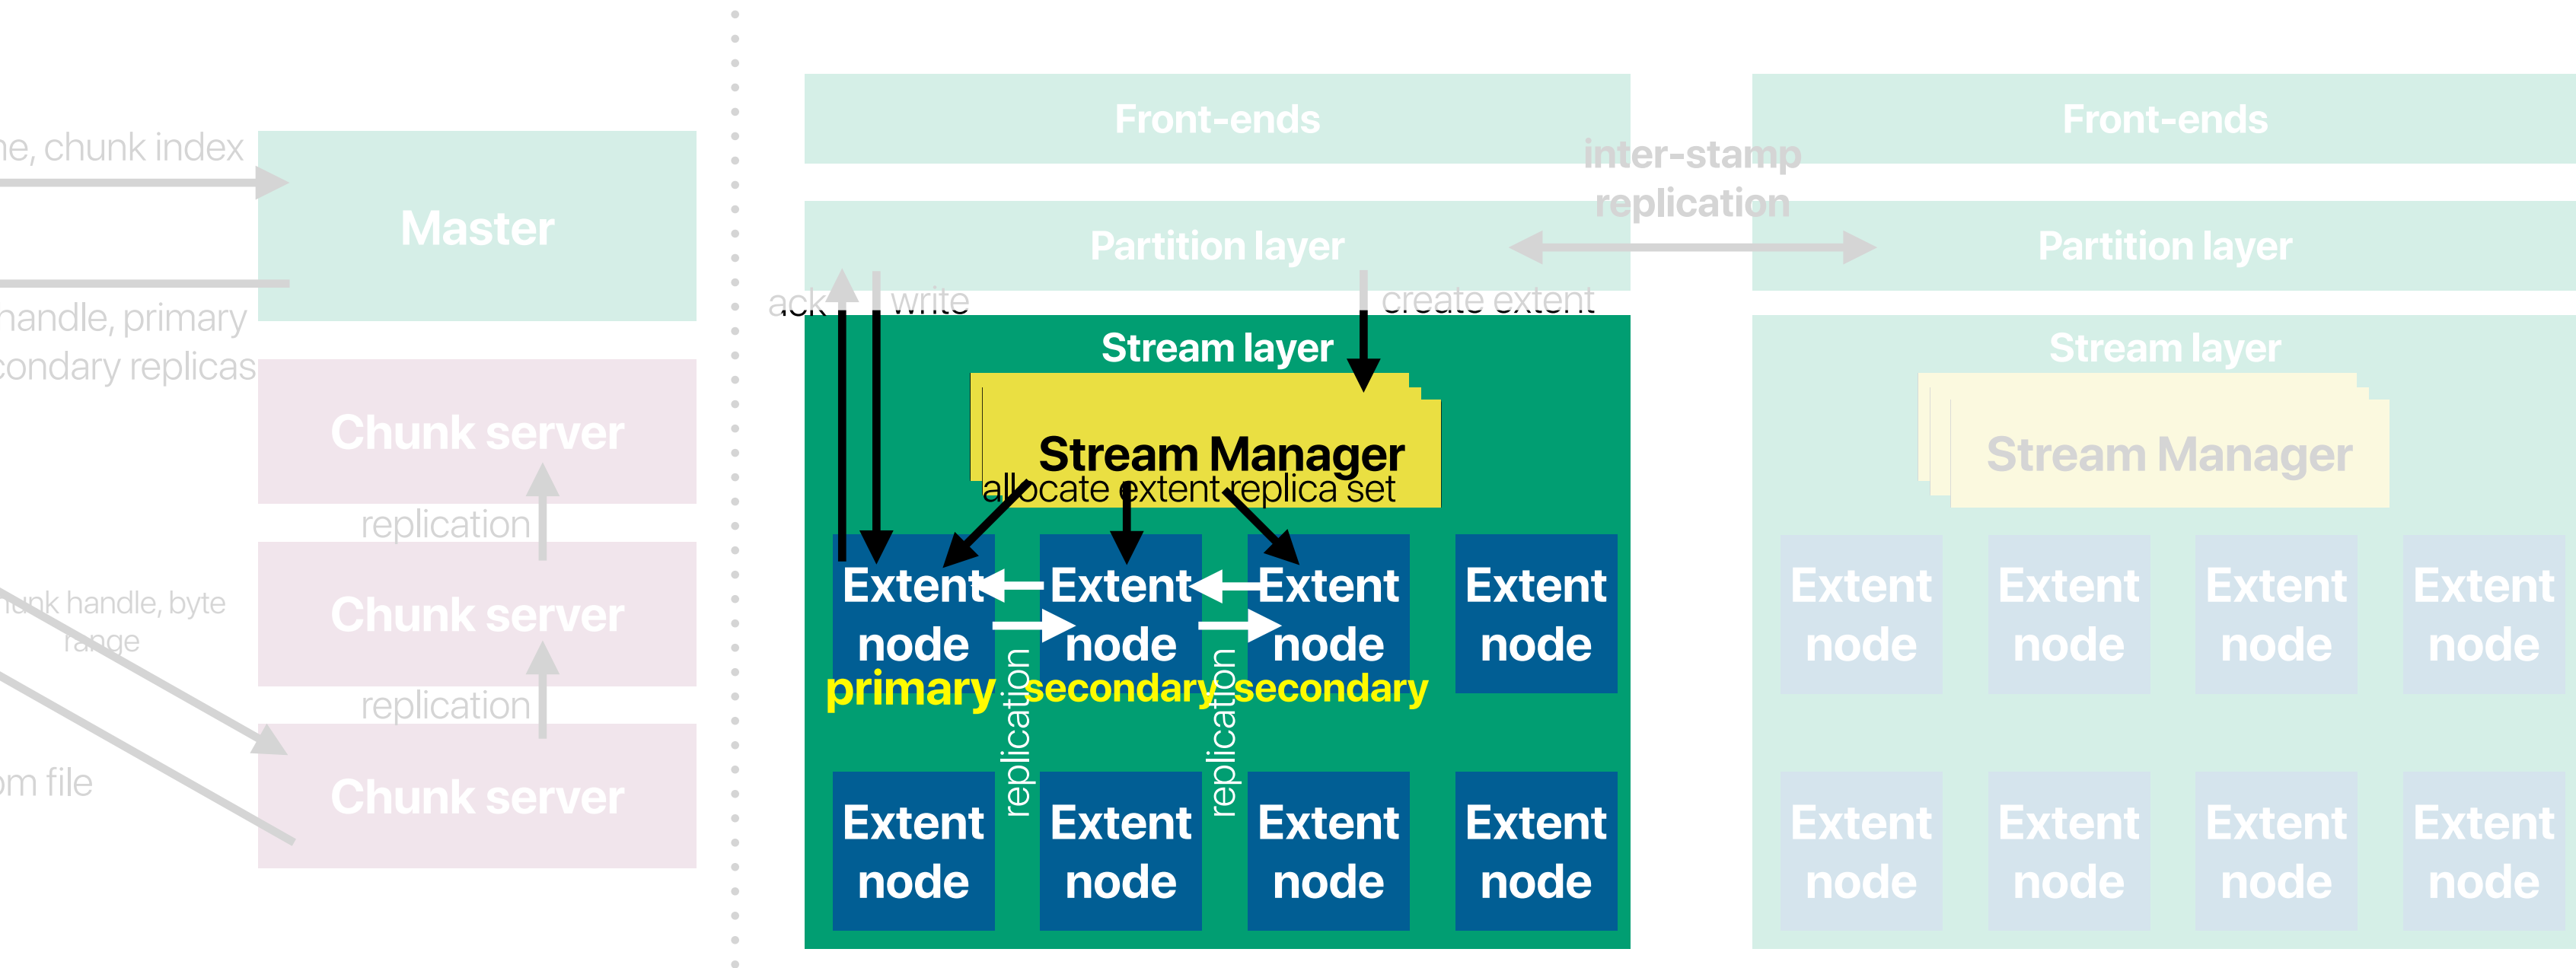 chunk index
Master
handle, primary
replicas
Chunk server
replication
Chunk server
handle, byte
range
replication
Chunk server
file
Front-ends
inter-stamp
replication
Partition layer
ack
write
create extent
Stream layer
Stream Manager
allocate extent replica set
Extent
node
primary
Extent
node
secondary
Extent
node
secondary
Extent
node
replication
replication
Extent
node
Extent
node
Extent
node
Extent
node
Front-ends
Partition layer
Stream layer
Stream Manager
Extent
node
Extent
node
Extent
node
Extent
node
Extent
node
Extent
node
Extent
node
Extent
node